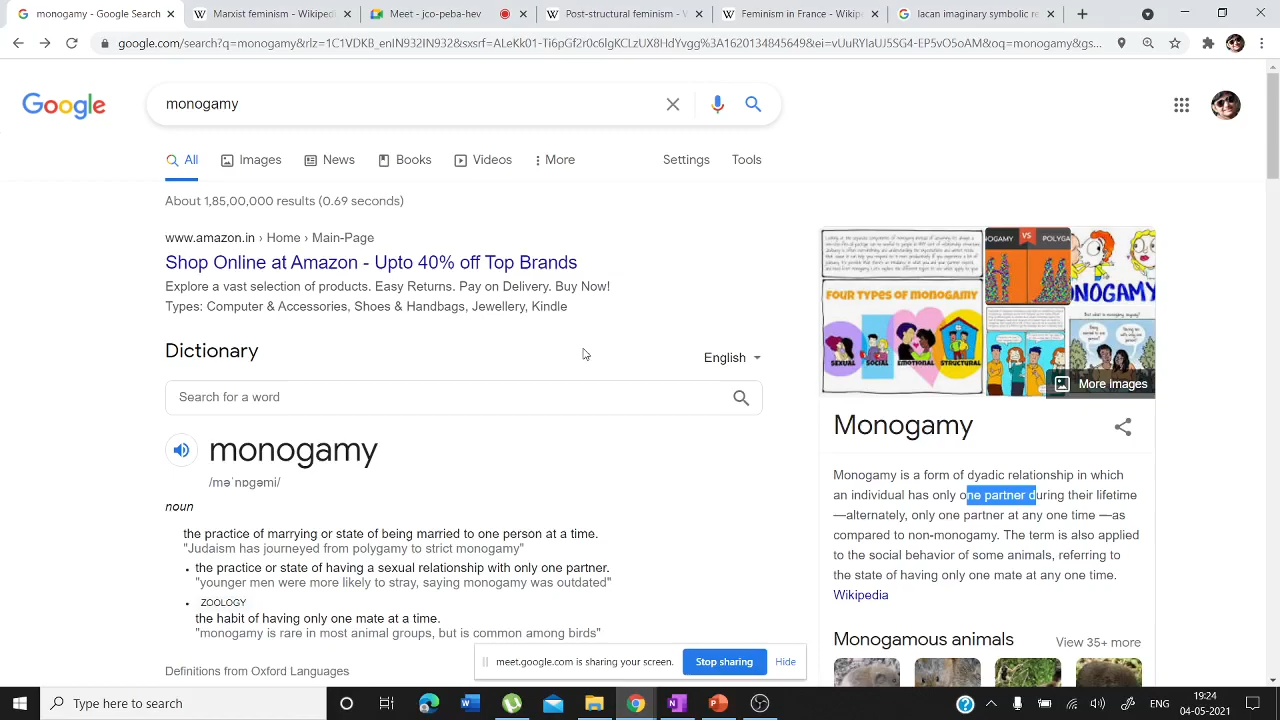 monogamy - Google Search
Marxist feminism - Wikipedia
Meet – jco-peb-hev
Post-structural feminism - W
Feminism in France - Wikipe
lacan imaginary symbolic re
google.com/search?q=monogamy&rlz=1C1VDKB_enIN932IN932&sxsrf=ALeKk01Ti6pGf2r0c6lgKCLzUX8HdYvgg%3A1620134845649&ei=vUuRYIaUJ5SG4-EP5vO5oAM&oq=monogamy&gs...
Google
monogamy
All
Images
News
Books
Videos
More
Settings
Tools
About 1,85,00,000 results (0.69 seconds)
www.amazon.in › Home › Main-Page
Shop Online at Amazon - Upto 40% off Top Brands
Explore a vast selection of products. Easy Returns. Pay on Delivery. Buy Now!
Types: Computer & Accessories, Shoes & Handbags, Jewellery, Kindle
Dictionary
English
Search for a word
monogamy
/məˈnɒɡəmi/
noun
the practice of marrying or state of being married to one person at a time.
"Judaism has journeyed from polygamy to strict monogamy"
the practice or state of having a sexual relationship with only one partner.
"younger men were more likely to stray, saying monogamy was outdated"
ZOOLOGY
the habit of having only one mate at a time.
"monogamy is rare in most animal groups, but is common among birds"
Definitions from Oxford Languages
FOUR TYPES OF MONOGAMY
SEXUAL
SOCIAL
EMOTIONAL
STRUCTURAL
OGAMY VS POLYGA
ONOGAMY
More images
Monogamy
Monogamy is a form of dyadic relationship in which
an individual has only one partner during their lifetime
—alternately, only one partner at any one time —as
compared to non-monogamy. The term is also applied
to the social behavior of some animals, referring to
the state of having only one mate at any one time.
Wikipedia
Monogamous animals
View 35+ more
meet.google.com is sharing your screen.
Stop sharing
Hide
Type here to search
ENG
19:24
04-05-2021